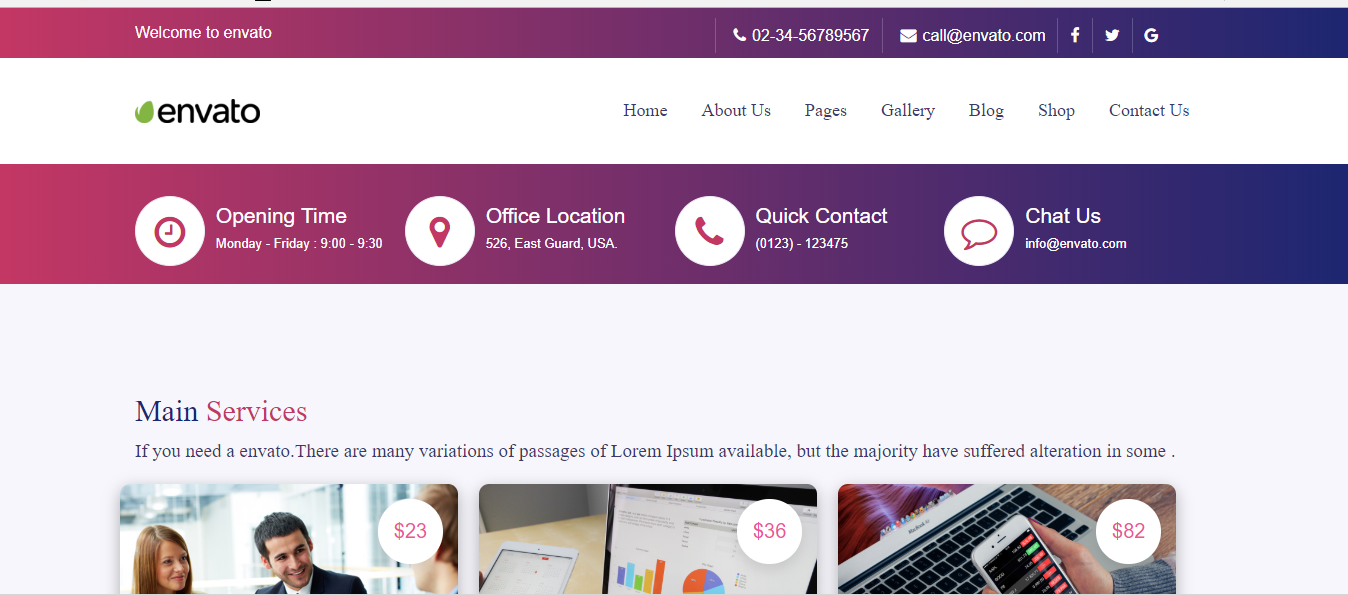 Welcome to envato
02-34-56789567
call@envato.com
envato
Home About Us Pages Gallery Blog Shop Contact Us
Opening Time
Monday - Friday : 9:00 - 9:30
Office Location
526, East Guard, USA.
Quick Contact
(0123) - 123475
Chat Us
info@envato.com
Main Services
If you need a envato.There are many variations of passages of Lorem Ipsum available, but the majority have suffered alteration in some .
$23
$36
$82
MacBook Air